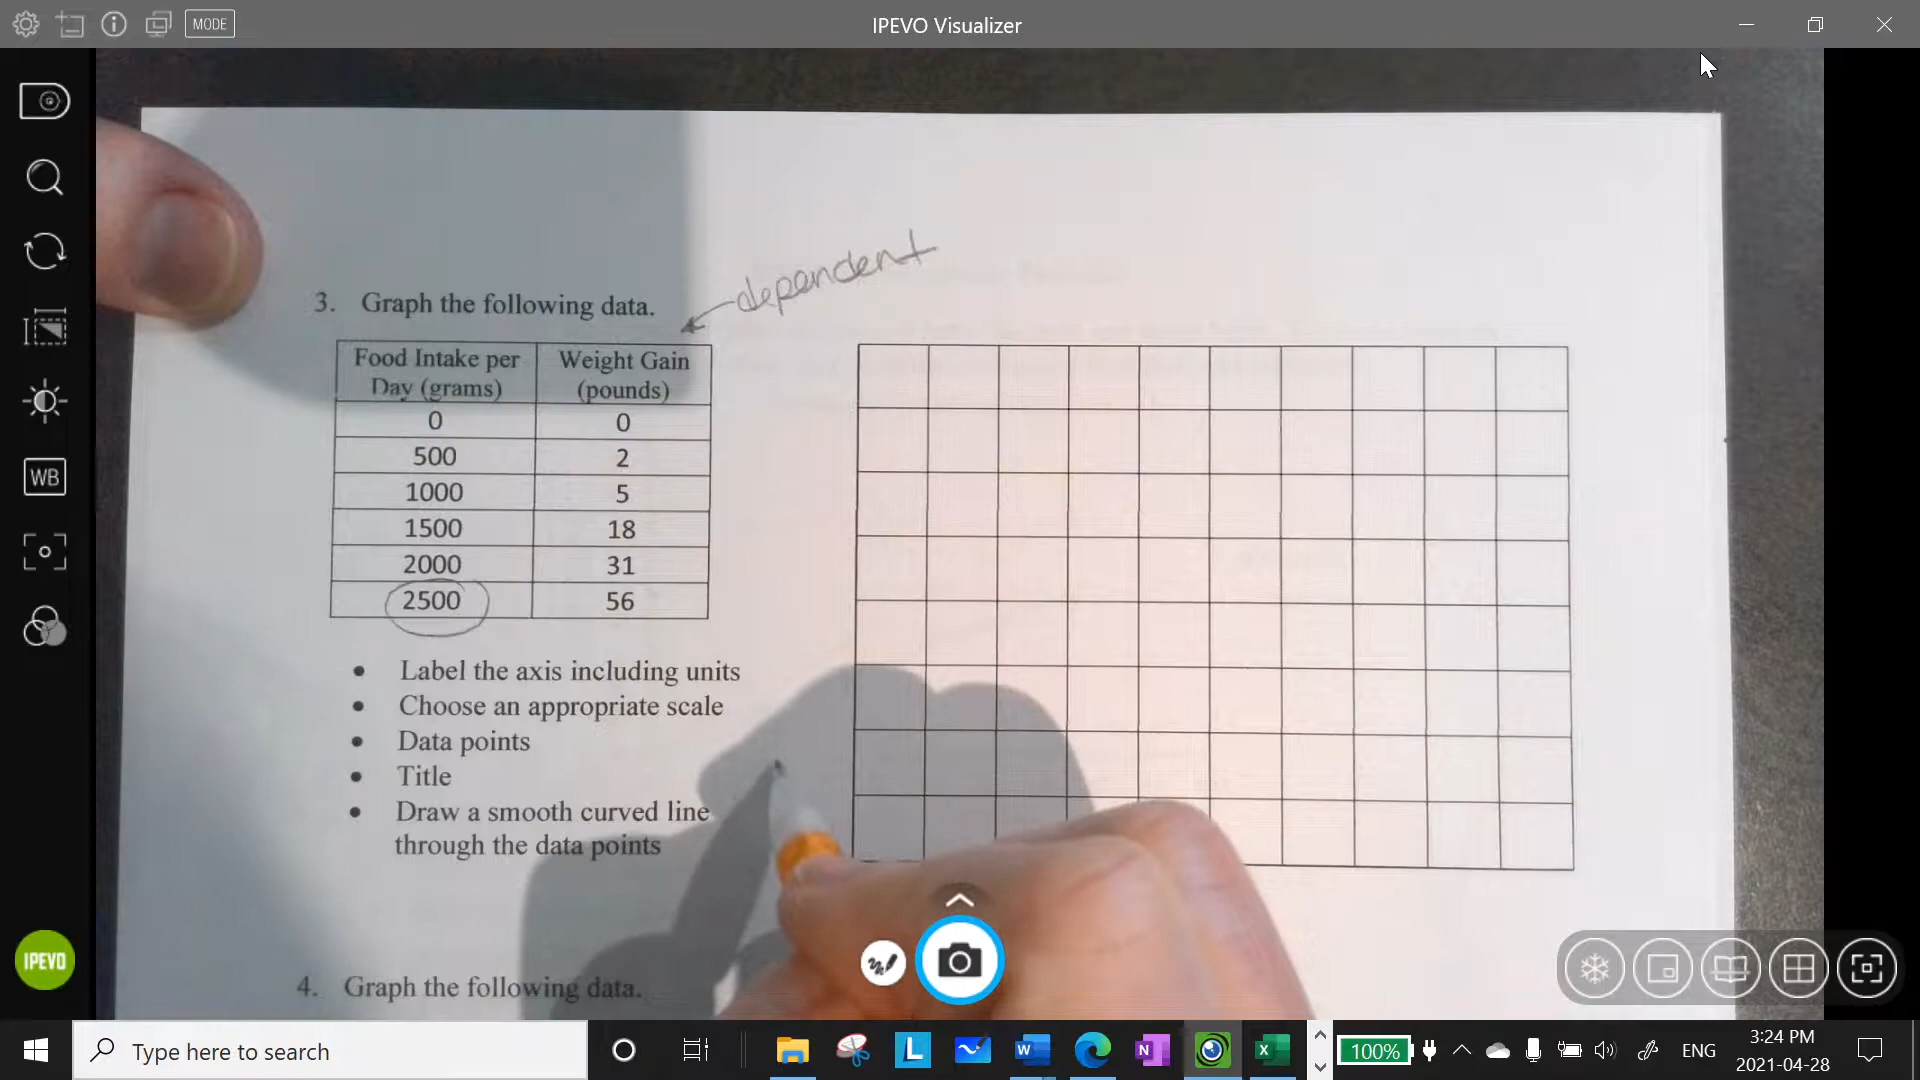 MODE
IPEVO Visualizer
WB
dependent
3. Graph the following data.
Food Intake per Day (grams) Weight Gain (pounds)
0 0
500 2
1000 5
1500 18
2000 31
2500 56
• Label the axis including units
• Choose an appropriate scale
• Data points
• Title
• Draw a smooth curved line
through the data points
IPEVO
4. Graph the following data.
Type here to search
L
W
N
X
100%
ENG
3:24 PM
2021-04-28